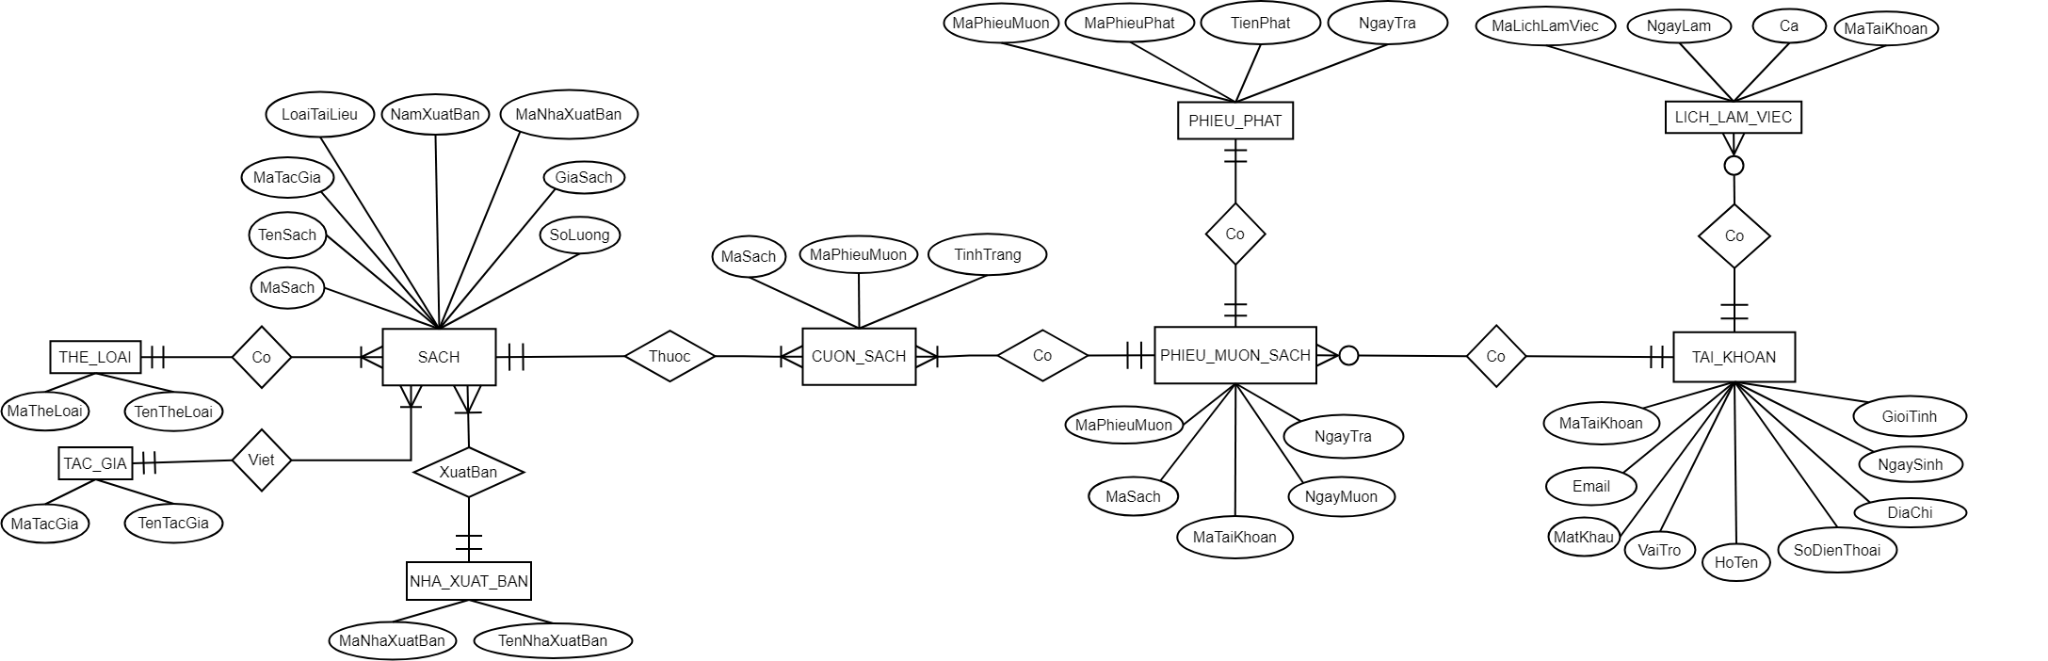 MaPhieuMuon
MaPhieuPhat
TienPhat
NgayTra
MaLichLamViec
NgayLam
Ca
MaTaiKhoan
LoaiTaiLieu
NamXuatBan
MaNhaXuatBan
PHIEU_PHAT
LICH_LAM_VIEC
MaTacGia
GiaSach
TenSach
SoLuong
Co
Co
MaSach
MaSach
MaPhieuMuon
TinhTrang
THE_LOAI
Co
SACH
Thuoc
CUON_SACH
Co
PHIEU_MUON_SACH
Co
TAI_KHOAN
MaTheLoai
TenTheLoai
MaPhieuMuon
NgayTra
MaTaiKhoan
GioiTinh
TAC_GIA
Viet
XuatBan
NgaySinh
MaSach
NgayMuon
Email
DiaChi
MaTacGia
TenTacGia
MaTaiKhoan
MatKhau
VaiTro
HoTen
SoDienThoai
NHA_XUAT_BAN
MaNhaXuatBan
TenNhaXuatBan